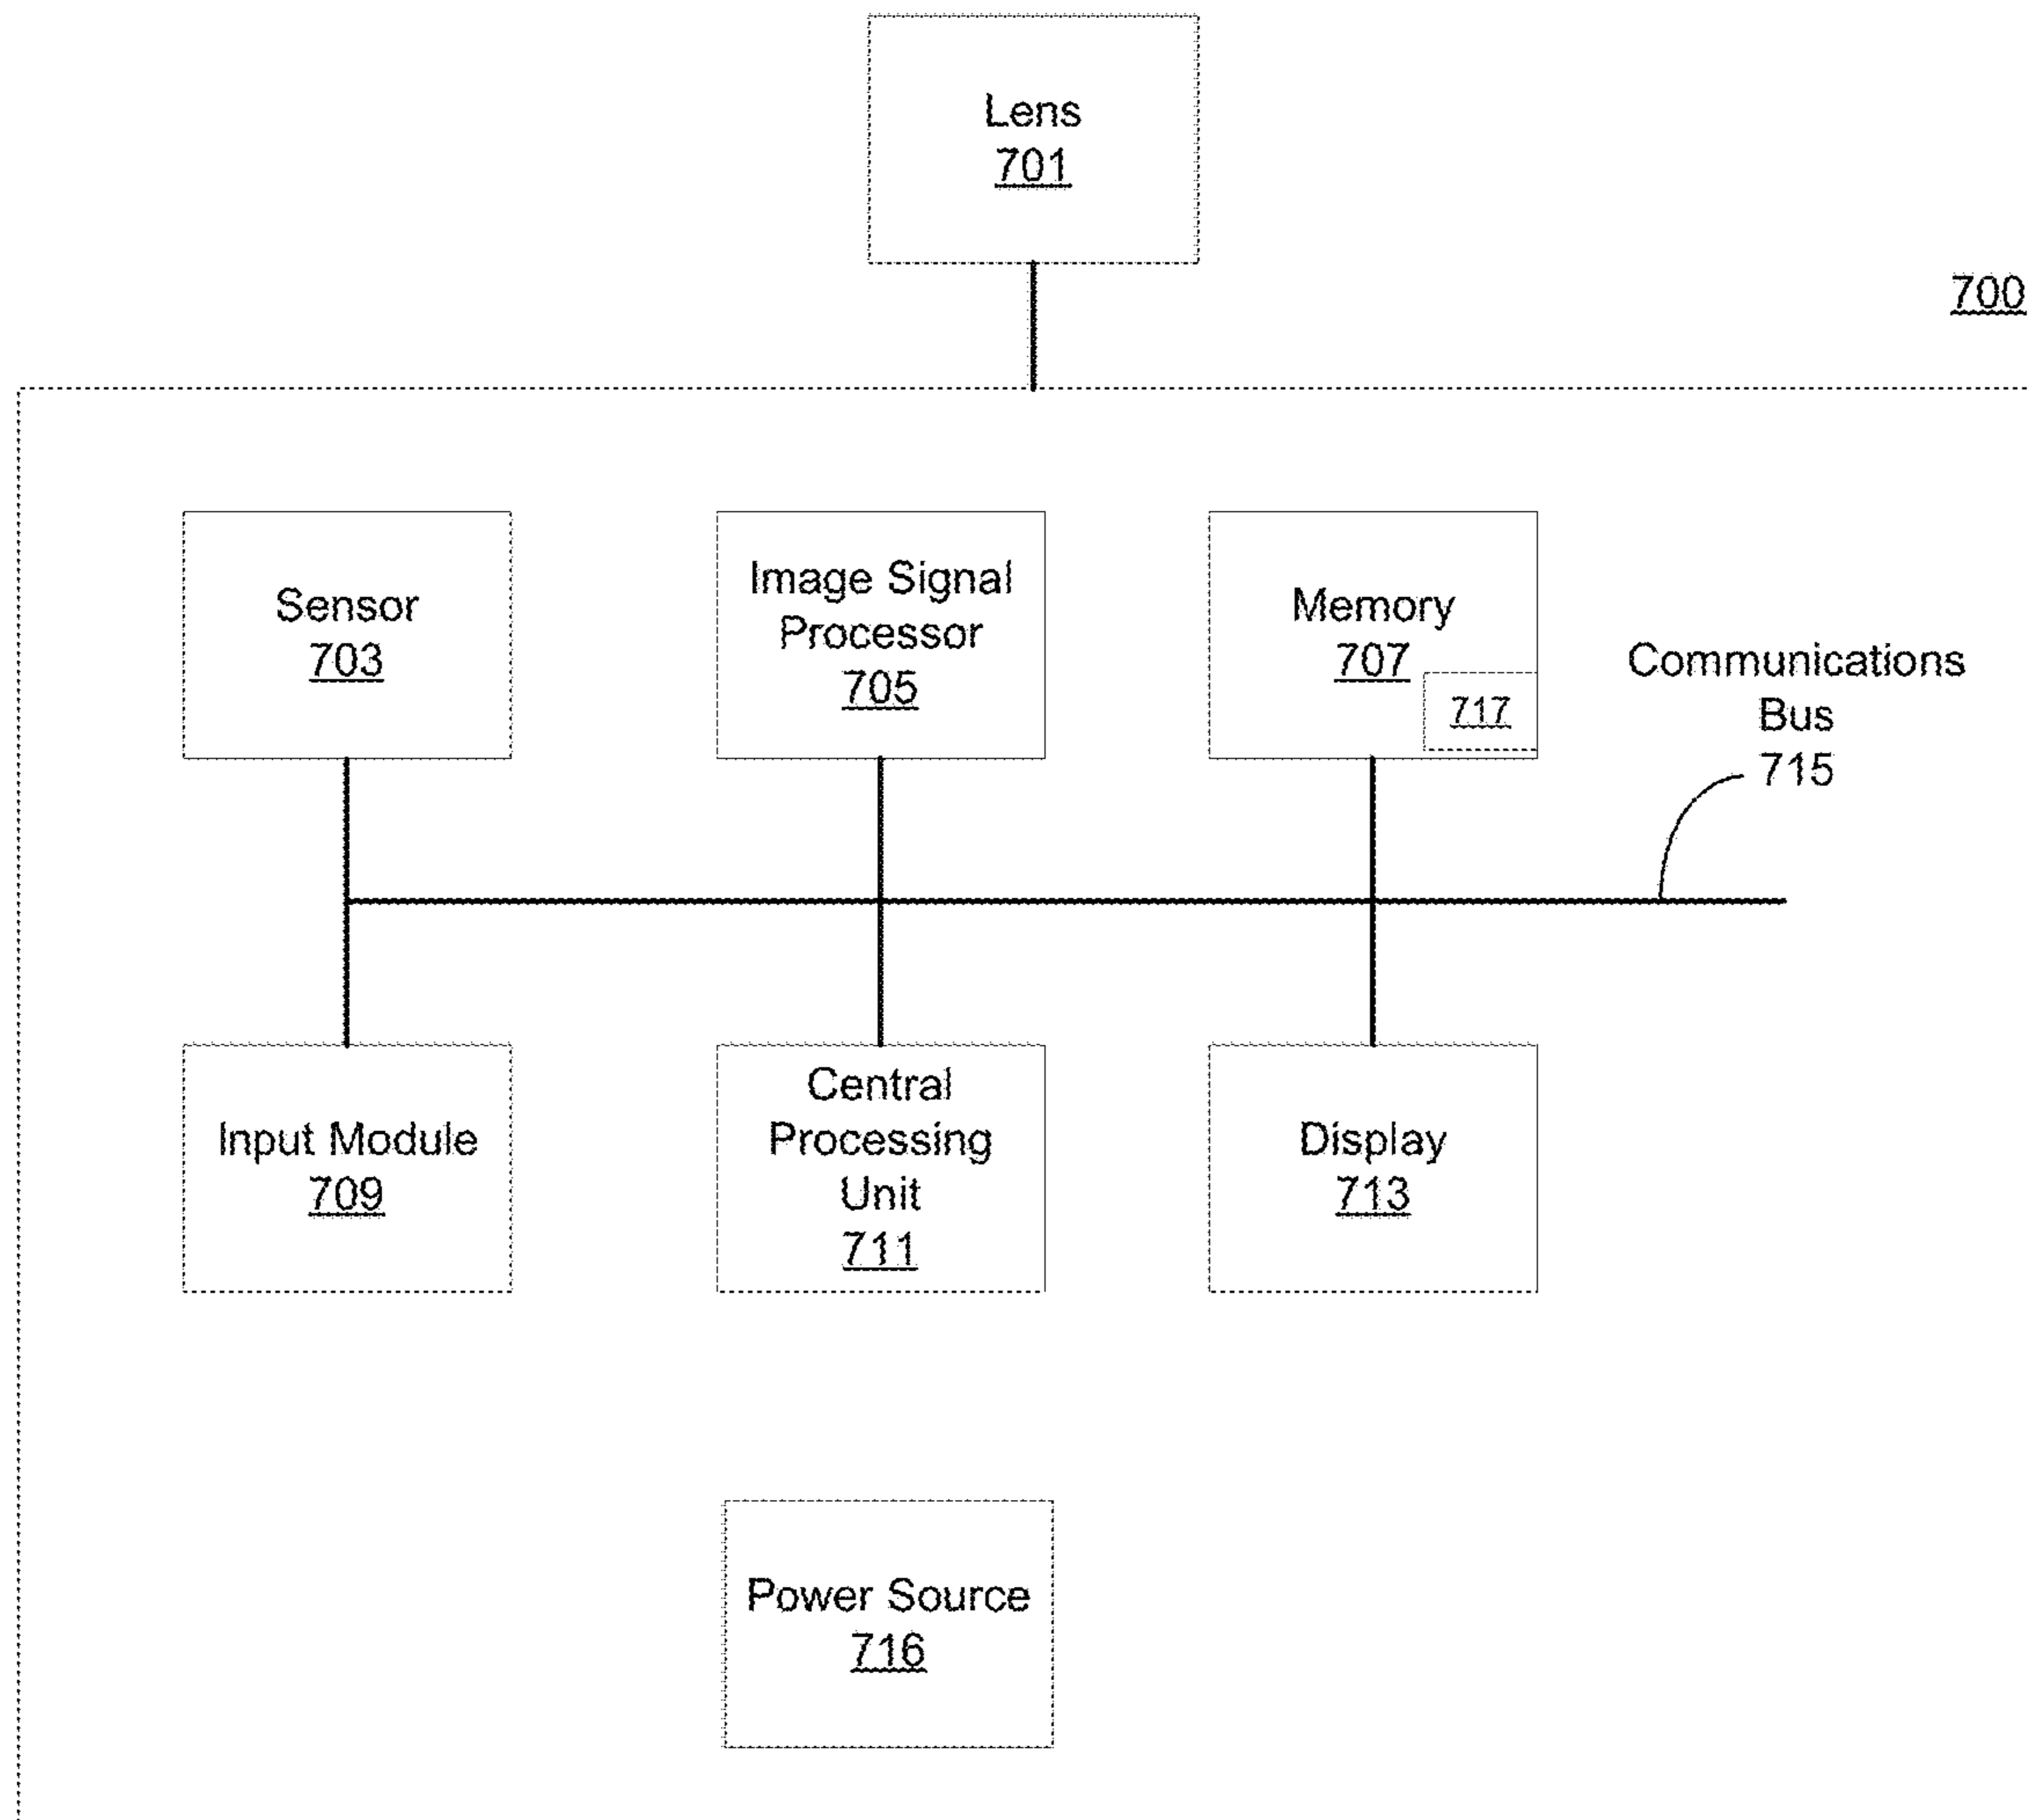 Lens
701
700
Sensor
703
Image Signal
Processor
705
Memory
707
717
Communications
Bus
715
Input Module
709
Central
Processing
Unit
711
Display
713
Power Source
716